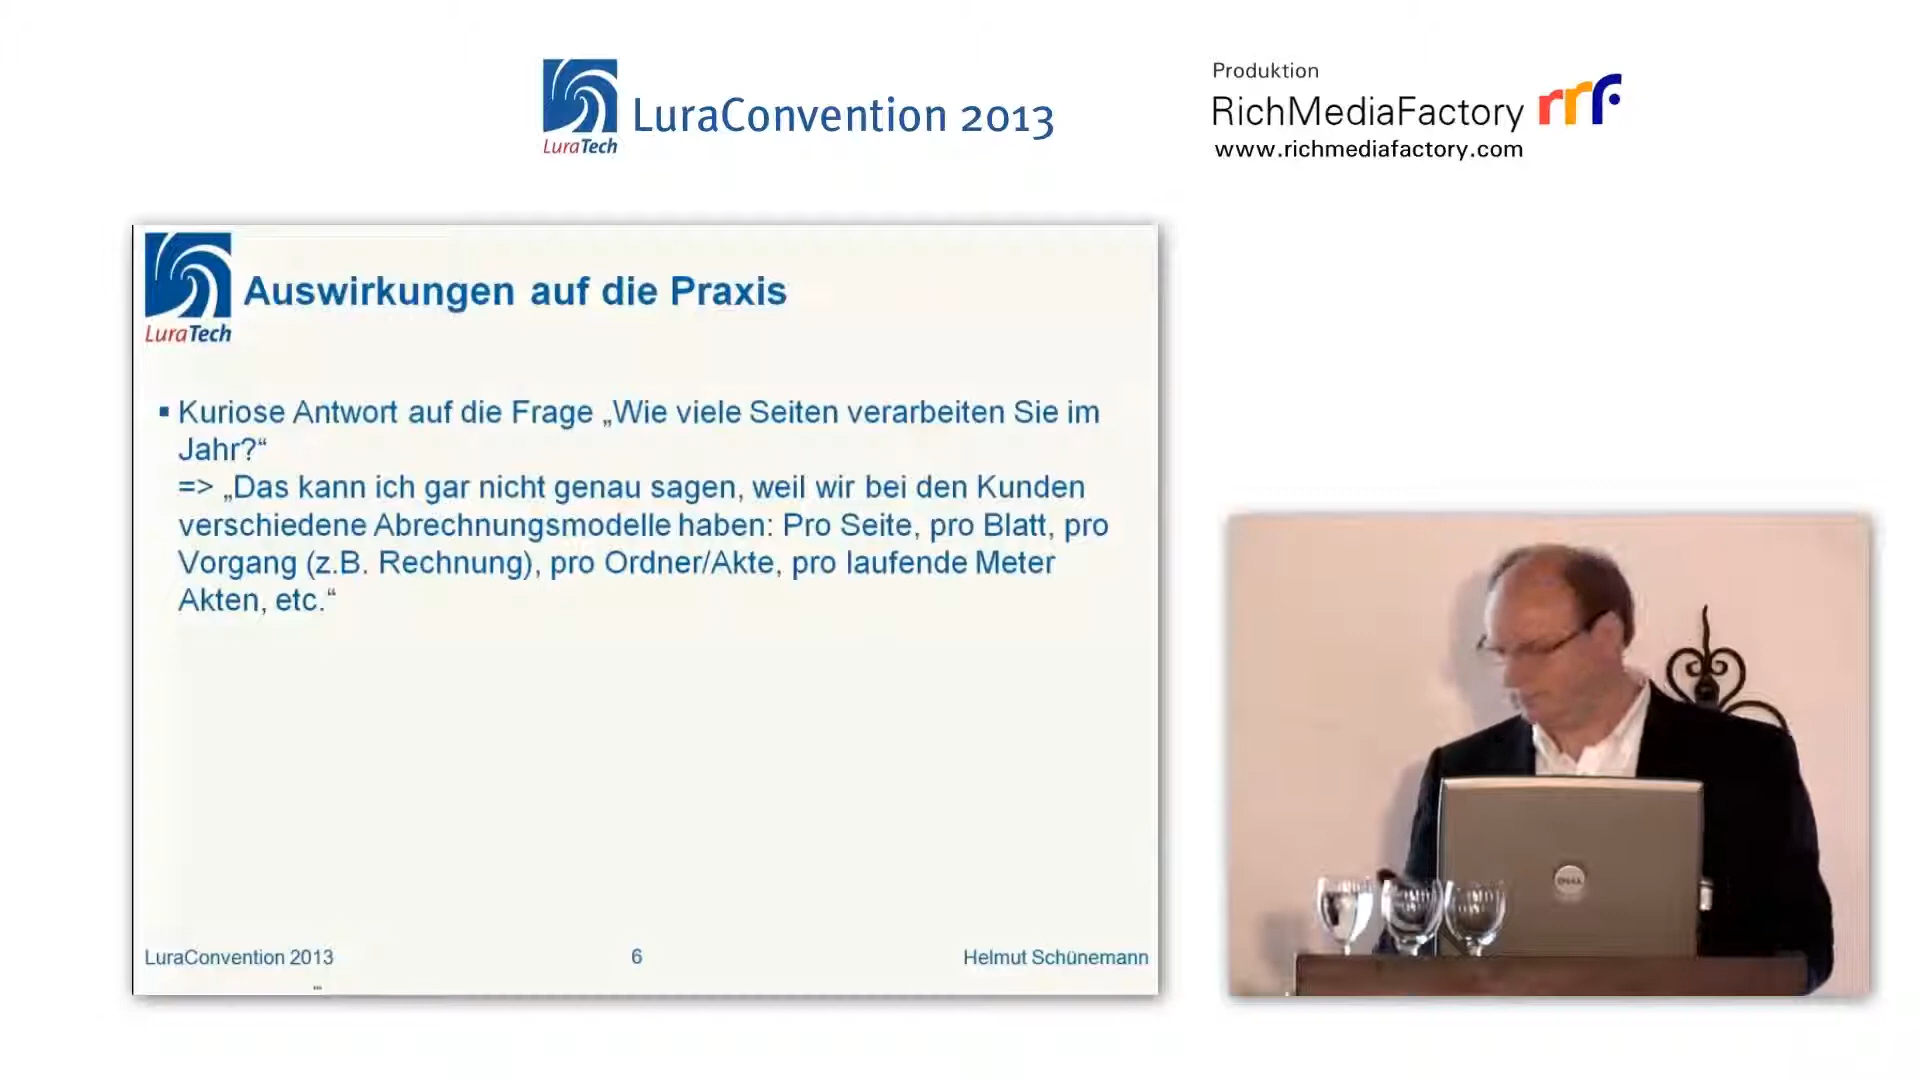 LuraTech
LuraConvention 2013
Produktion
RichMediaFactory rmf
www.richmediafactory.com
LuraTech
Auswirkungen auf die Praxis
▪ Kuriose Antwort auf die Frage „Wie viele Seiten verarbeiten Sie im
Jahr?“
=> „Das kann ich gar nicht genau sagen, weil wir bei den Kunden
verschiedene Abrechnungsmodelle haben: Pro Seite, pro Blatt, pro
Vorgang (z.B. Rechnung), pro Ordner/Akte, pro laufende Meter
Akten, etc.“
LuraConvention 2013
6
Helmut Schünemann
DELL